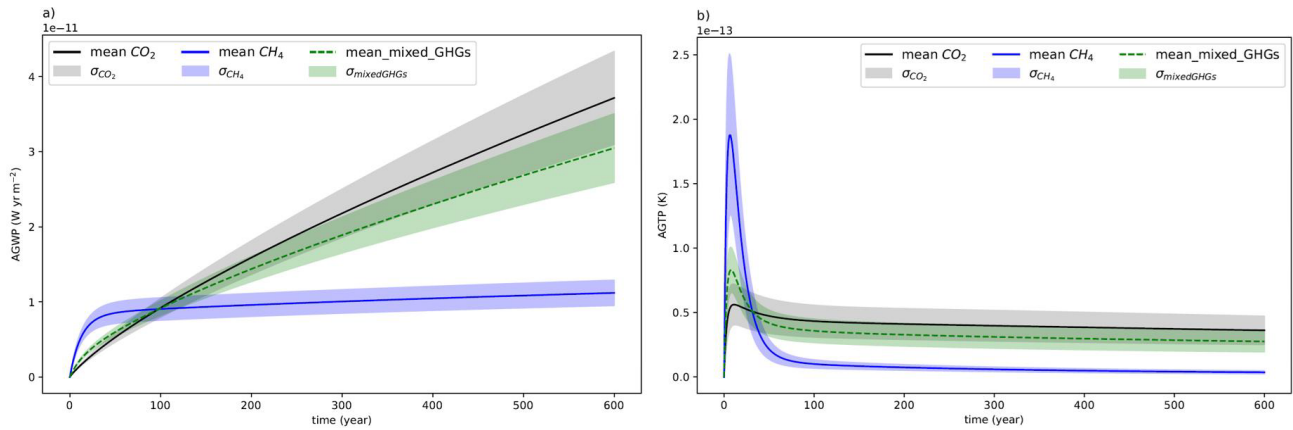 a)
1e−11
mean CO₂ mean CH₄ mean_mixed_GHGs
σCO₂ σCH₄ σmixedGHGs
AGWP (W yr m⁻²)
4
3
2
1
0
0 100 200 300 400 500 600
time (year)
b)
1e−13
mean CO₂ mean CH₄ mean_mixed_GHGs
σCO₂ σCH₄ σmixedGHGs
AGTP (K)
2.5
2.0
1.5
1.0
0.5
0.0
0 100 200 300 400 500 600
time (year)